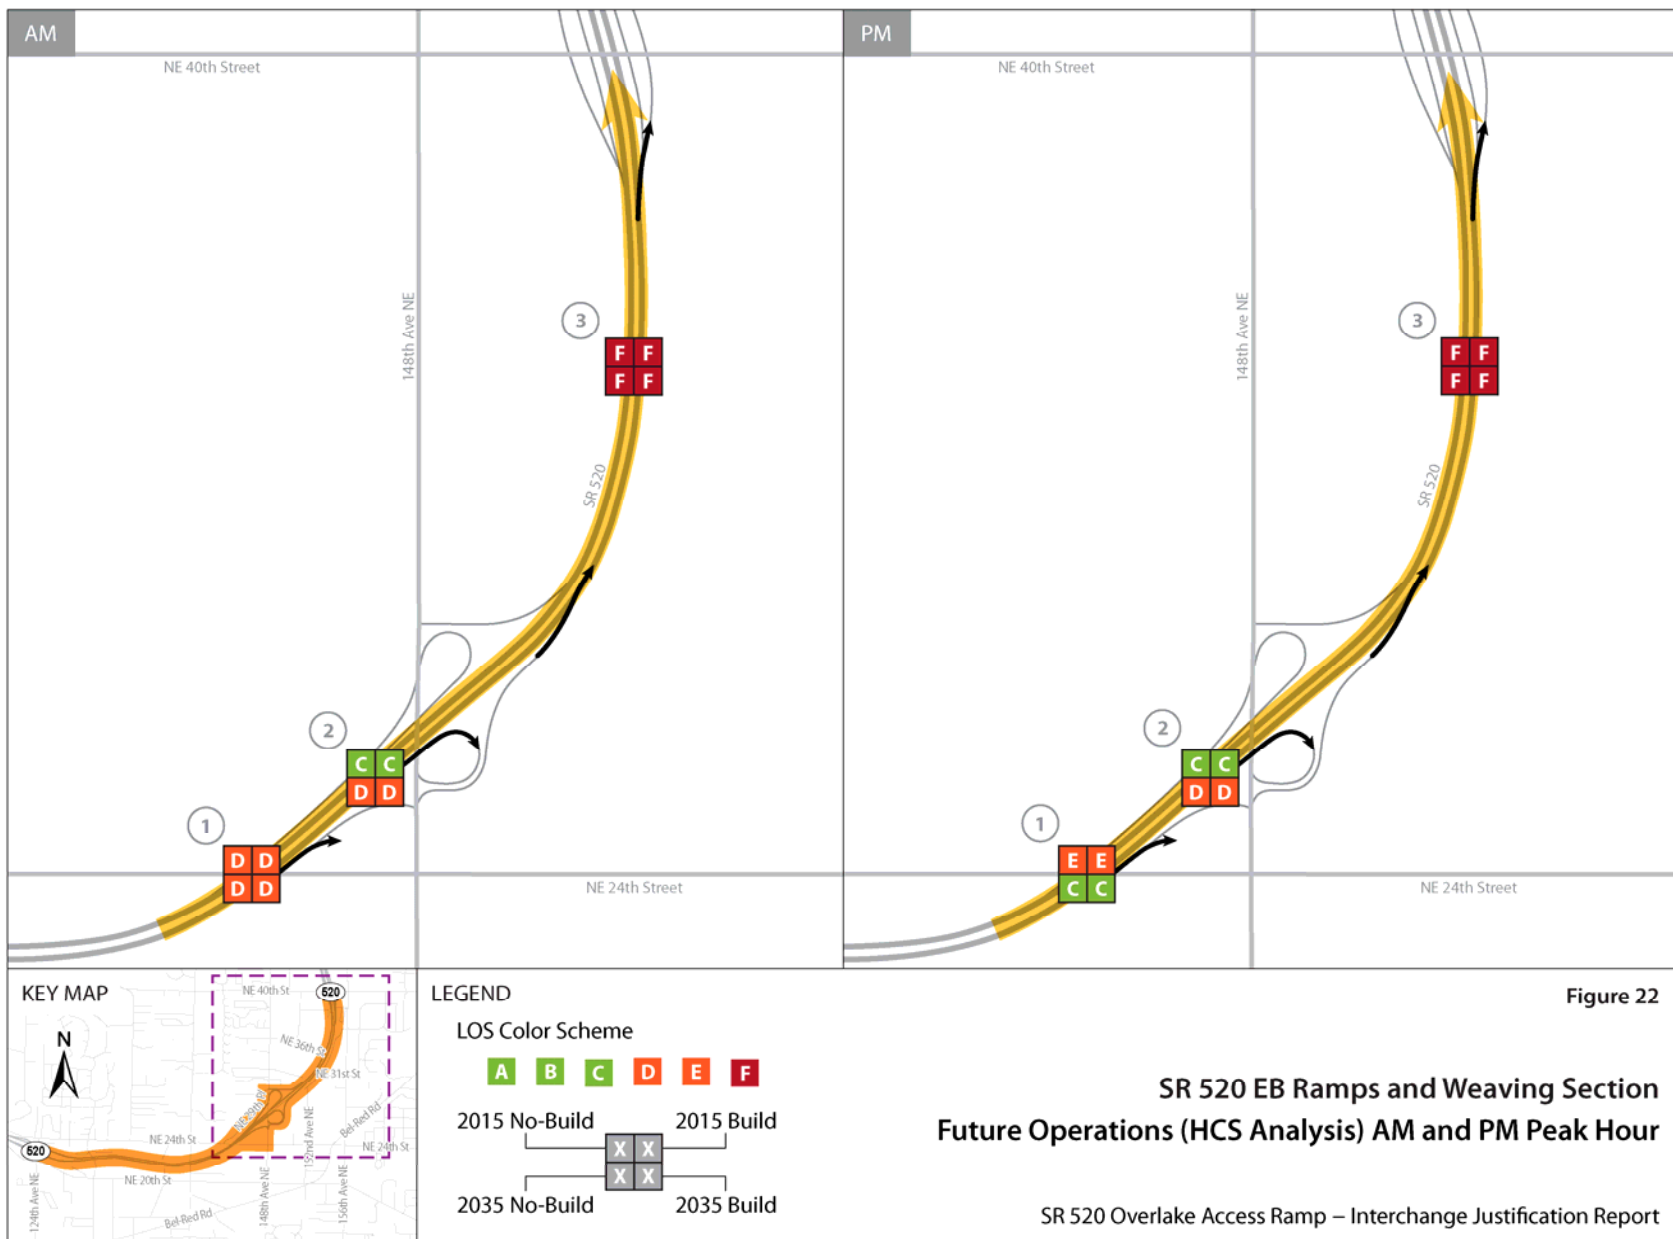 AM
NE 40th Street
148th Ave NE
3
F F
F F
SR 520
2
C C
D D
1
D D
D D
NE 24th Street
PM
NE 40th Street
148th Ave NE
3
F F
F F
SR 520
2
C C
D D
1
E E
C C
NE 24th Street
KEY MAP
N
NE 40th St
520
NE 36th St
NE 31st St
NE 29th Pl
152nd Ave NE
Bel-Red Rd
NE 24th St
NE 24th St
520
NE 20th St
124th Ave NE
Bel-Red Rd
148th Ave NE
156th Ave NE
LEGEND
LOS Color Scheme
A B C D E F
2015 No-Build 2015 Build
X X
X X
2035 No-Build 2035 Build
Figure 22
SR 520 EB Ramps and Weaving Section
Future Operations (HCS Analysis) AM and PM Peak Hour
SR 520 Overlake Access Ramp – Interchange Justification Report